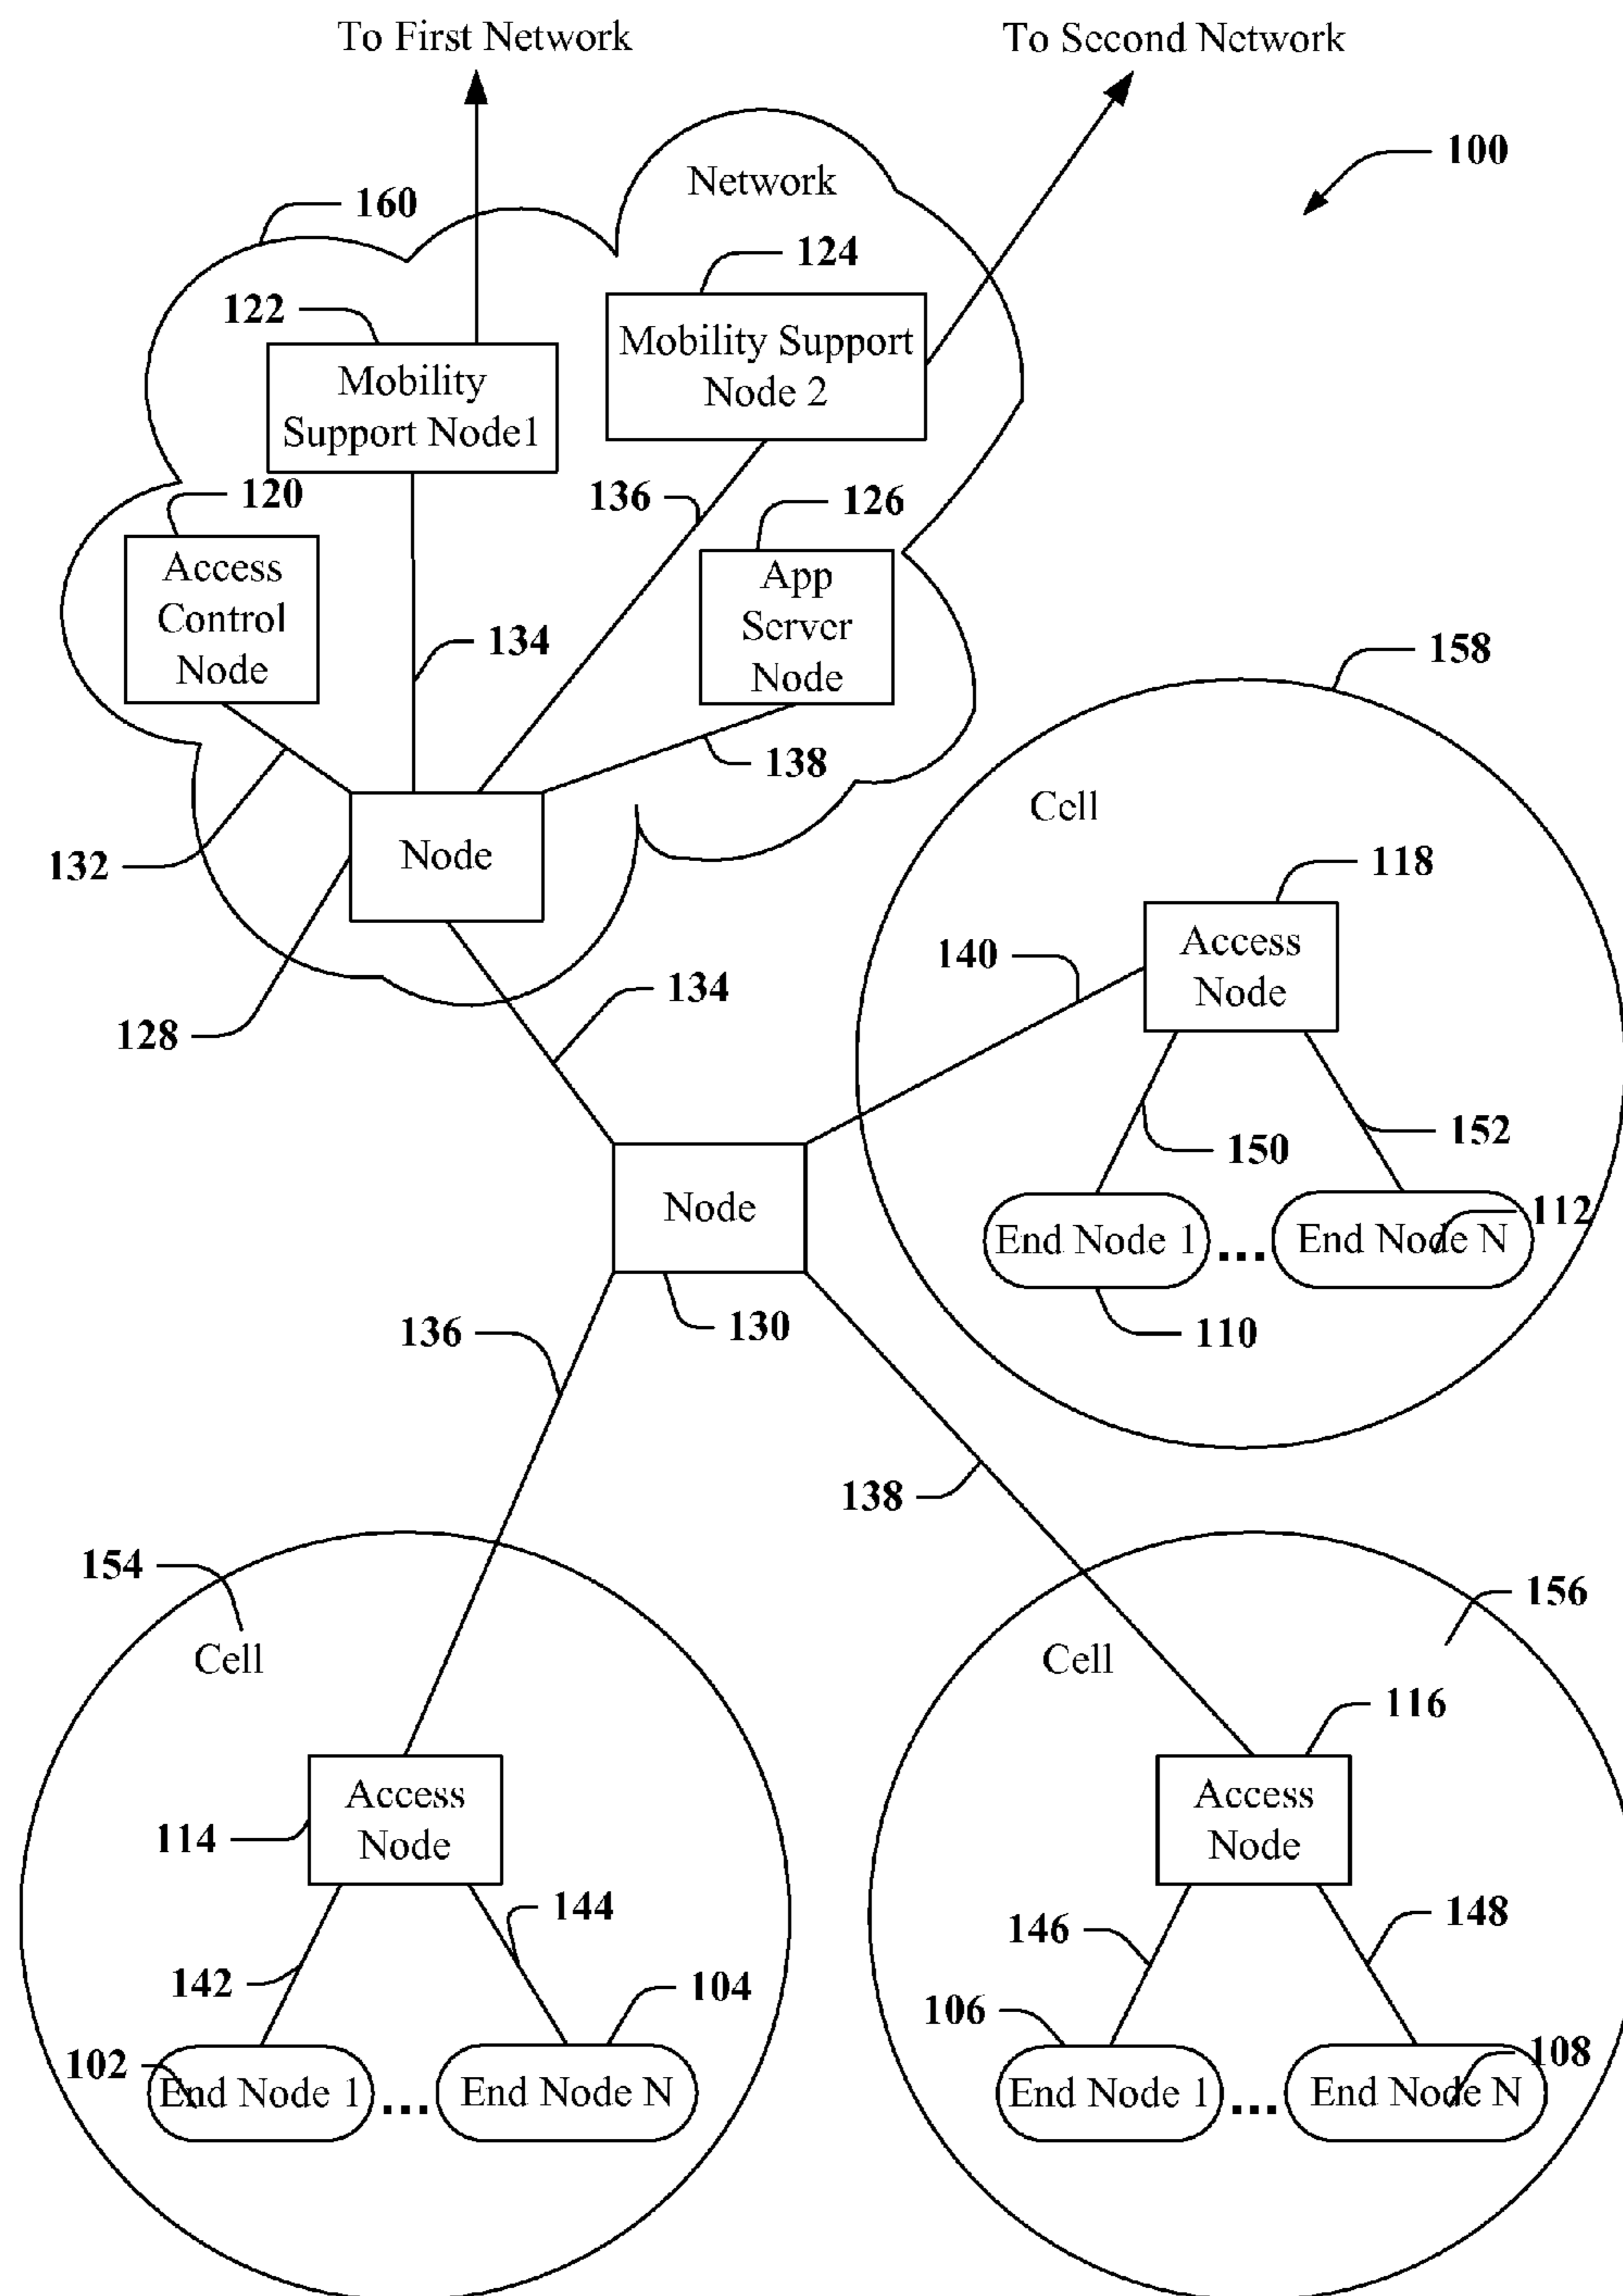 To First Network
To Second Network
100
Network
160
124
122
Mobility Support
Node 2
Mobility
Support Node1
120
136
126
Access
Control
Node
App
Server
Node
134
158
138
Cell
132
Node
118
Access
Node
140
134
128
150
152
Node
112
End Node 1
...
End Node N
130
110
136
138
154
156
Cell
Cell
116
Access
Node
114
Access
Node
144
146
148
142
104
106
102
End Node 1
...
End Node N
108
End Node 1
...
End Node N